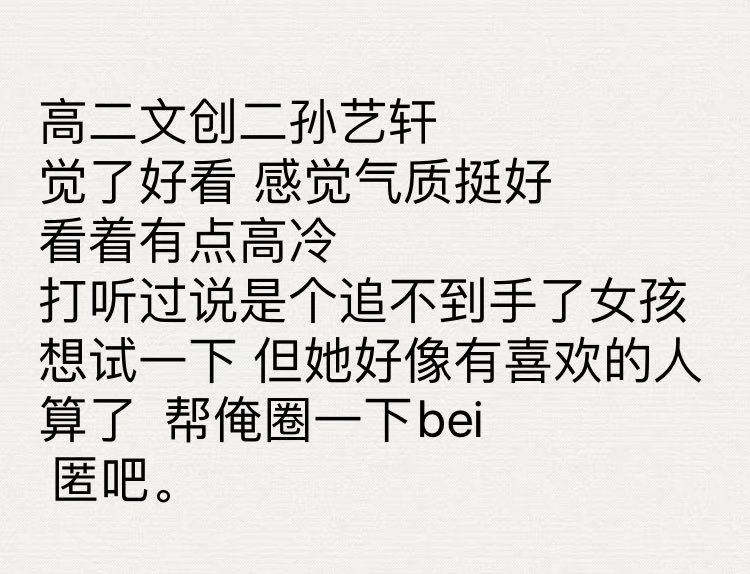 高二文创二孙艺轩
觉了好看 感觉气质挺好
看着有点高冷
打听过说是个追不到手了女孩
想试一下 但她好像有喜欢的人
算了  帮俺圈一下bei
匿吧。